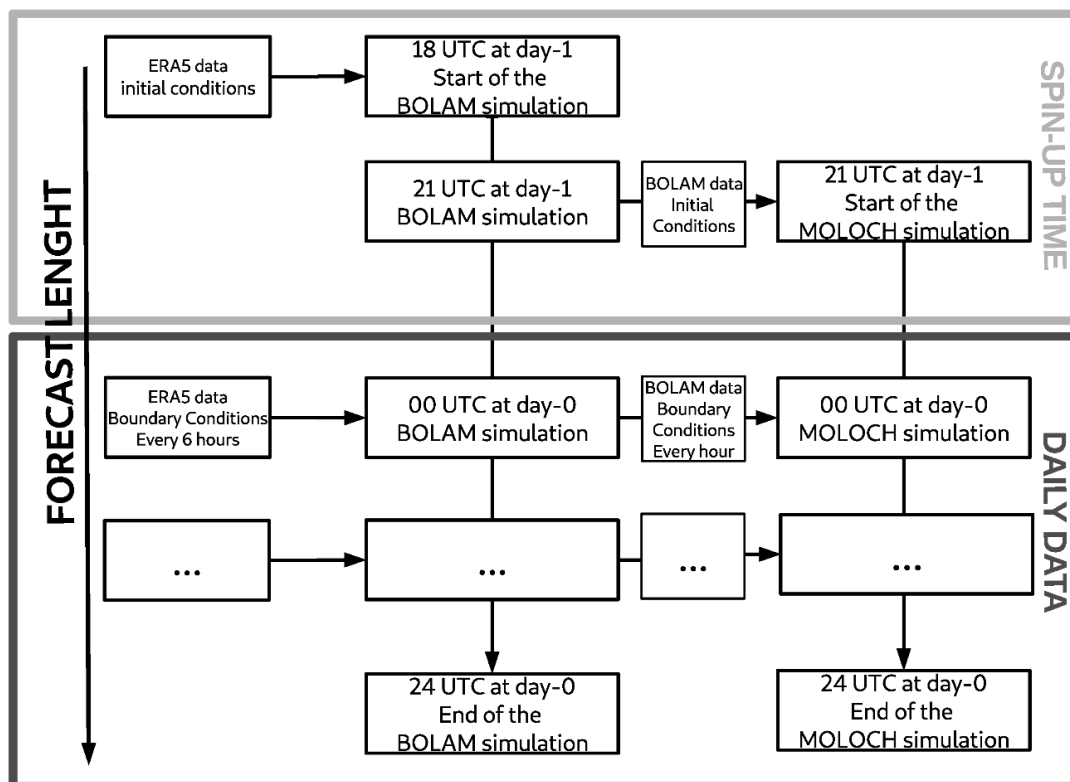 ERA5 data
initial conditions
18 UTC at day-1
Start of the
BOLAM simulation
21 UTC at day-1
BOLAM simulation
BOLAM data
Initial
Conditions
21 UTC at day-1
Start of the
MOLOCH simulation
SPIN-UP TIME
FORECAST LENGHT
ERA5 data
Boundary Conditions
Every 6 hours
00 UTC at day-0
BOLAM simulation
BOLAM data
Boundary
Conditions
Every hour
00 UTC at day-0
MOLOCH simulation
...
...
...
...
24 UTC at day-0
End of the
BOLAM simulation
24 UTC at day-0
End of the
MOLOCH simulation
DAILY DATA